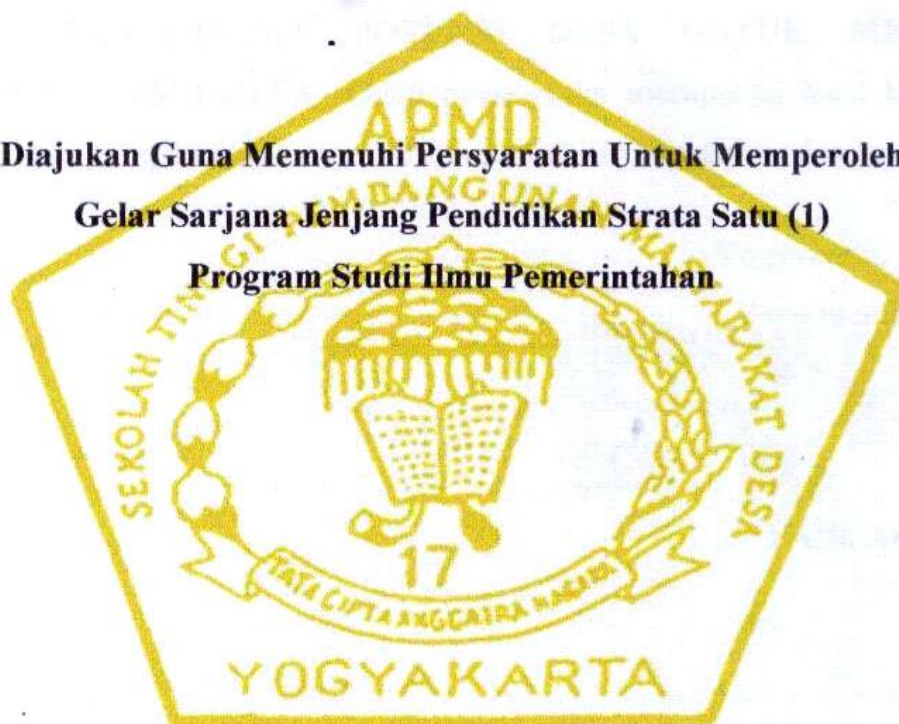 APMD
Diajukan Guna Memenuhi Persyaratan Untuk Memperoleh
Gelar Sarjana Jenjang Pendidikan Strata Satu (1)
Program Studi Ilmu Pemerintahan
SEKOLAH TINGGI PEMBANGUNAN MASYARAKAT DESA
17
TATA CIPTA ANGGATRA NAGARA
YOGYAKARTA